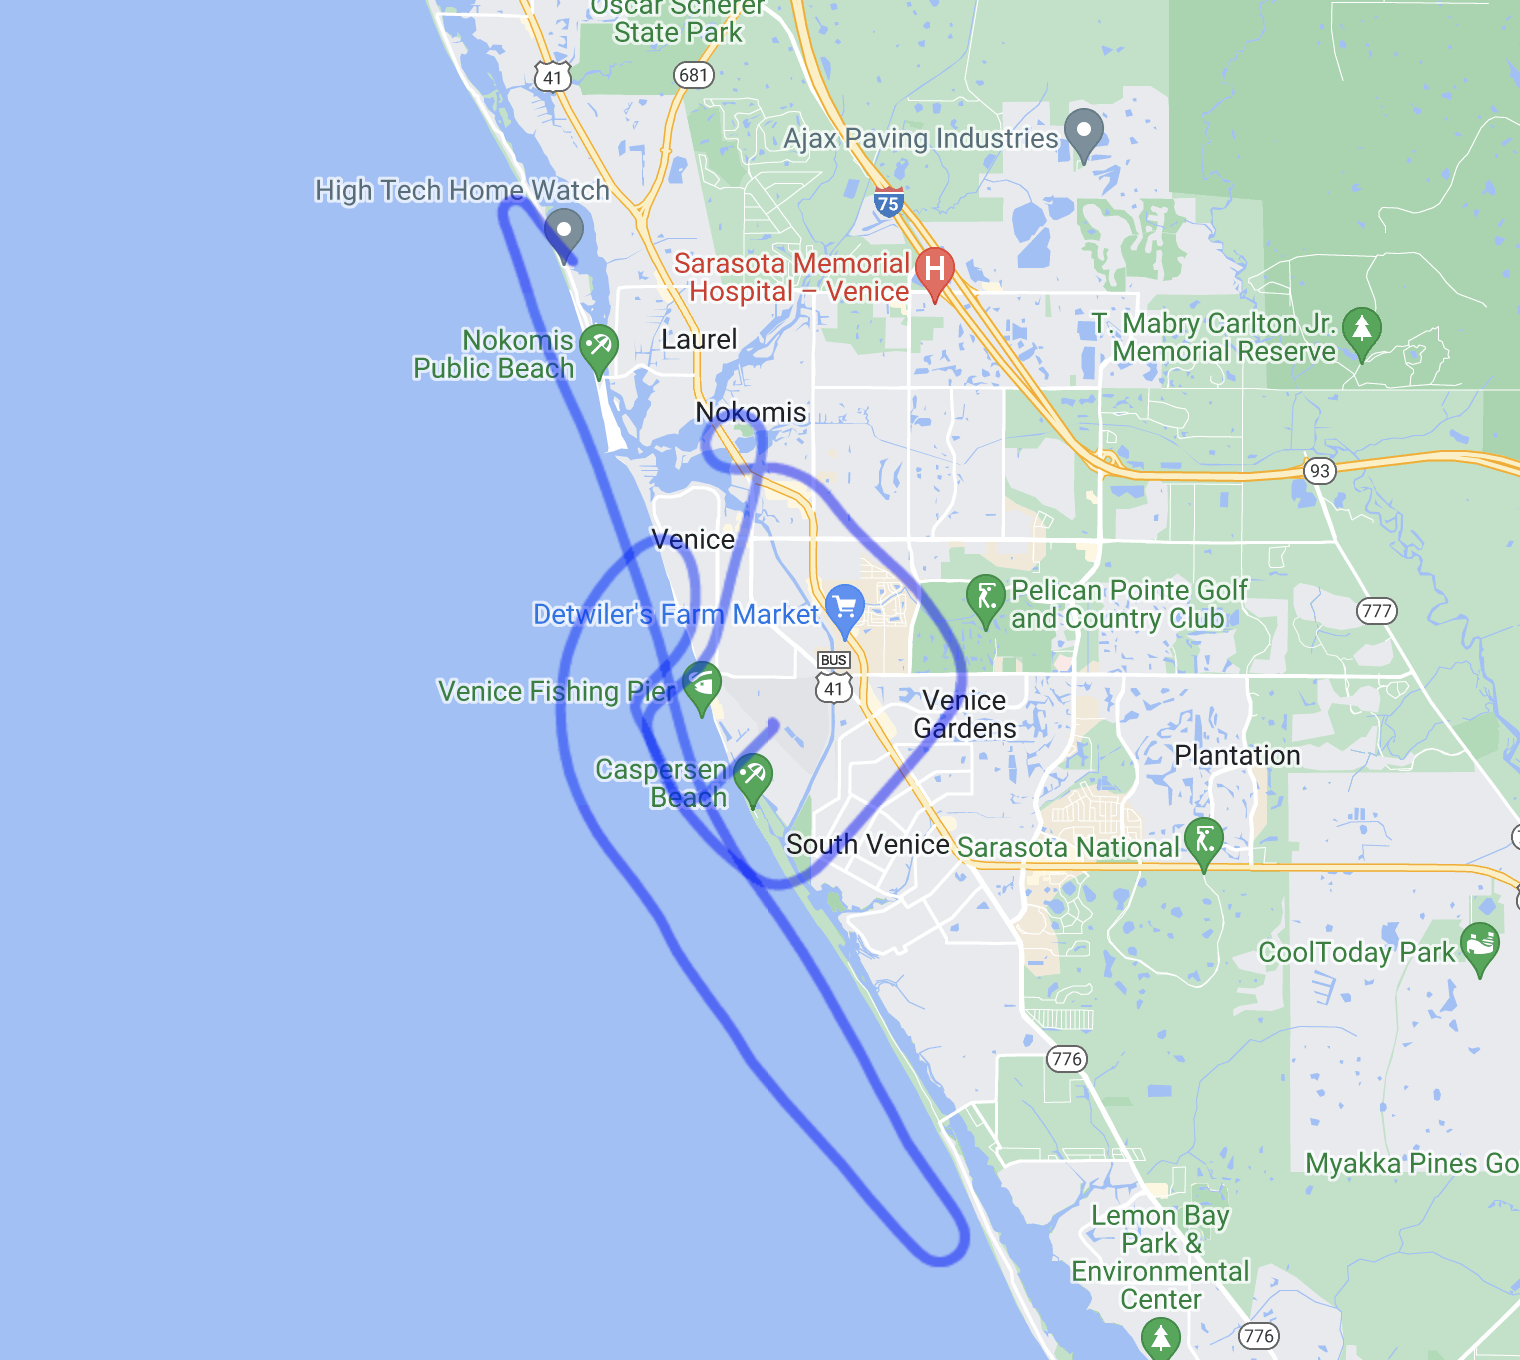 Oscar Scherer
State Park
41
681
Ajax Paving Industries
High Tech Home Watch
75
Sarasota Memorial
Hospital – Venice
H
T. Mabry Carlton Jr.
Memorial Reserve
Nokomis
Public Beach
Laurel
Nokomis
93
Venice
Detwiler's Farm Market
Pelican Pointe Golf
and Country Club
777
BUS
41
Venice Fishing Pier
Venice
Gardens
Plantation
Caspersen
Beach
South Venice
Sarasota National
CoolToday Park
776
Myakka Pines Go
Lemon Bay
Park &
Environmental
Center
776